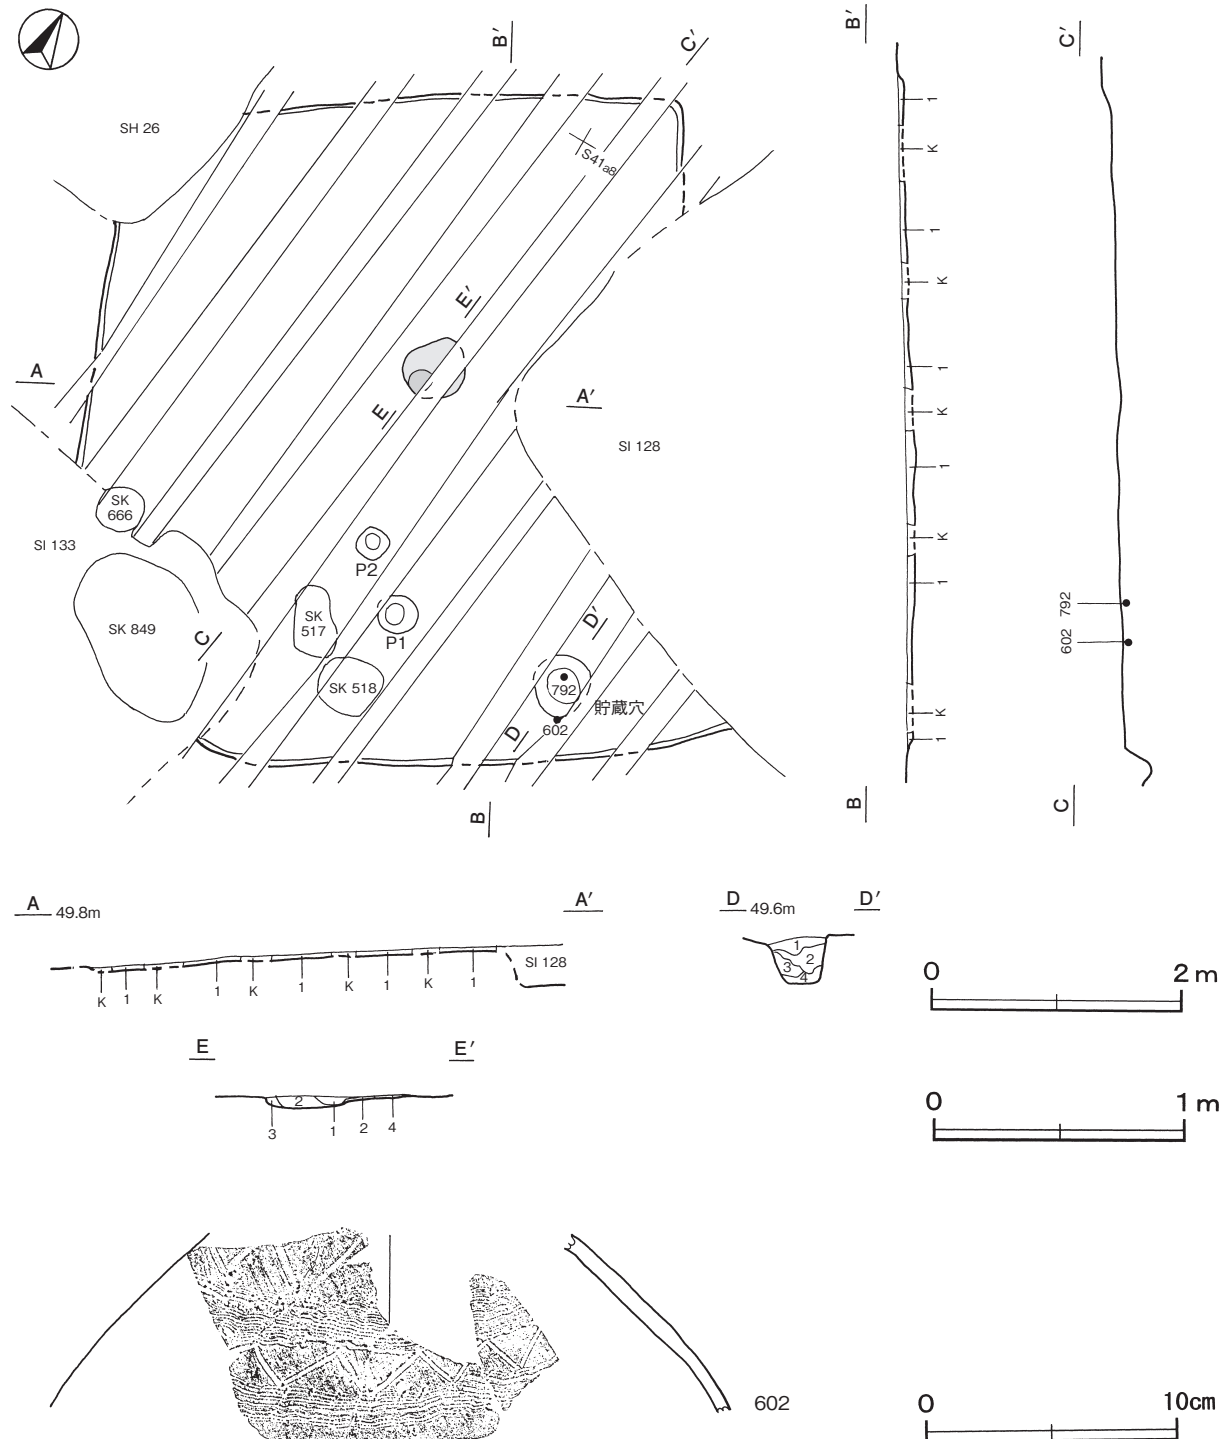 B′
C′
SH 26
S41a8
E′
A
E
A′
SI 128
SK
666
SI 133
P2
SK 849
C
SK
517
P1
D′
SK 518
792
貯蔵穴
602
D
B
B′
1
K
1
K
1
K
1
K
1
K
1
B
C′
792
602
C
A 49.8m A′
SI 128
K 1 K 1 K 1 K 1 K 1
D 49.6m D′
1
2
3
4
0 2 m
E E′
2
3 1 2 4
0 1 m
602
0 10cm